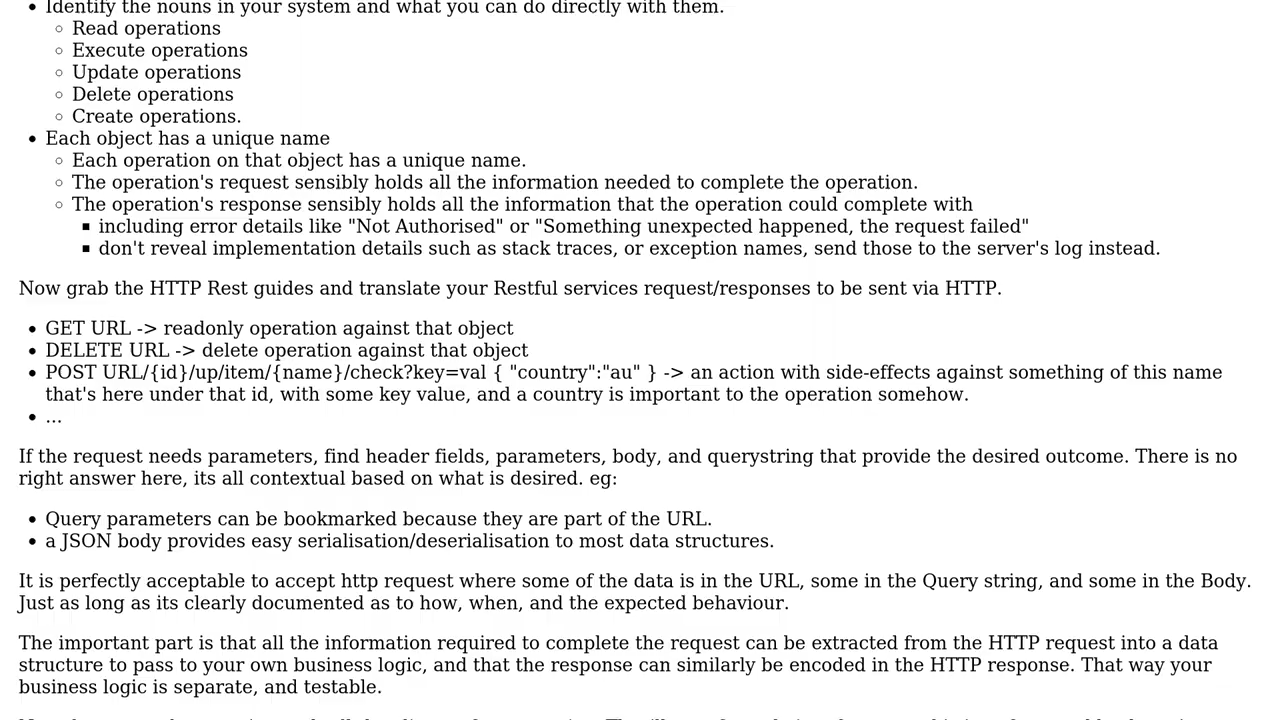 Identify the nouns in your system and what you can do directly with them.
Read operations
Execute operations
Update operations
Delete operations
Create operations.
Each object has a unique name
Each operation on that object has a unique name.
The operation's request sensibly holds all the information needed to complete the operation.
The operation's response sensibly holds all the information that the operation could complete with
including error details like "Not Authorised" or "Something unexpected happened, the request failed"
don't reveal implementation details such as stack traces, or exception names, send those to the server's log instead.
Now grab the HTTP Rest guides and translate your Restful services request/responses to be sent via HTTP.
GET URL -> readonly operation against that object
DELETE URL -> delete operation against that object
POST URL/{id}/up/item/{name}/check?key=val { "country":"au" } -> an action with side-effects against something of this name
that's here under that id, with some key value, and a country is important to the operation somehow.
...
If the request needs parameters, find header fields, parameters, body, and querystring that provide the desired outcome. There is no
right answer here, its all contextual based on what is desired. eg:
Query parameters can be bookmarked because they are part of the URL.
a JSON body provides easy serialisation/deserialisation to most data structures.
It is perfectly acceptable to accept http request where some of the data is in the URL, some in the Query string, and some in the Body.
Just as long as its clearly documented as to how, when, and the expected behaviour.
The important part is that all the information required to complete the request can be extracted from the HTTP request into a data
structure to pass to your own business logic, and that the response can similarly be encoded in the HTTP response. That way your
business logic is separate, and testable.